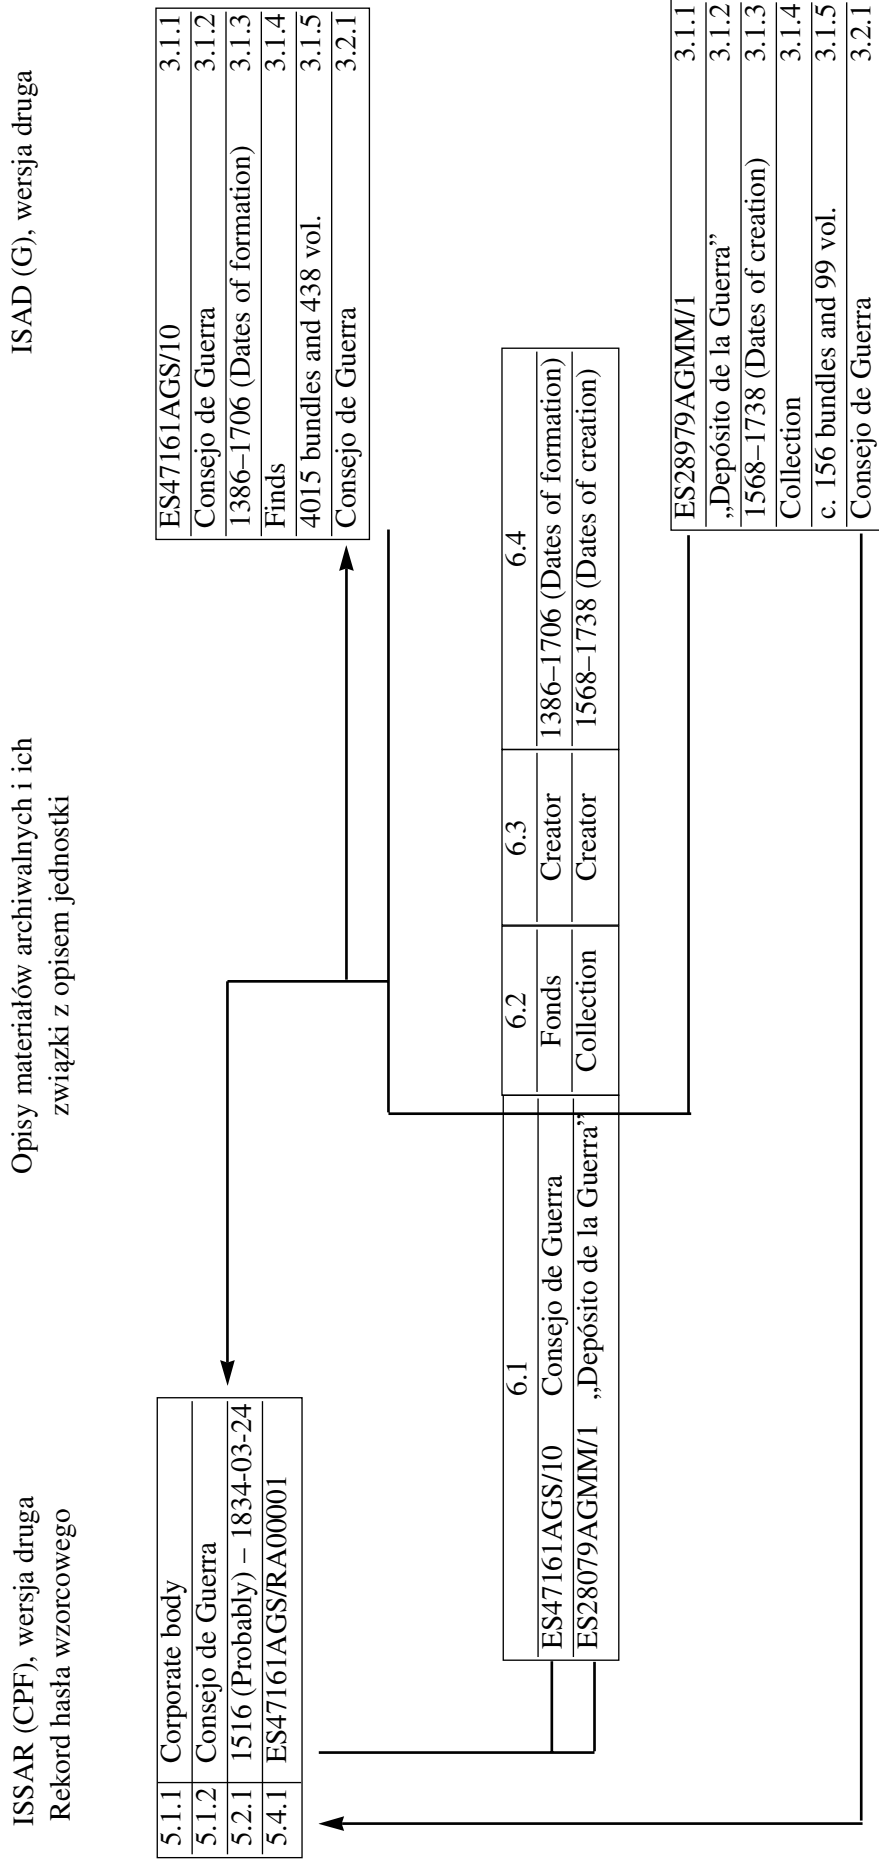 ISSAR (CPF), wersja druga
Rekord hasła wzorcowego
Opisy materiałów archiwalnych i ich
związki z opisem jednostki
ISAD (G), wersja druga
5.1.1 Corporate body
5.1.2 Consejo de Guerra
5.2.1 1516 (Probably) – 1834-03-24
5.4.1 ES47161AGS/RA00001
ES47161AGS/10 3.1.1
Consejo de Guerra 3.1.2
1386–1706 (Dates of formation) 3.1.3
Finds 3.1.4
4015 bundles and 438 vol. 3.1.5
Consejo de Guerra 3.2.1
6.1 6.2 6.3 6.4
ES47161AGS/10 Consejo de Guerra Fonds Creator 1386–1706 (Dates of formation)
ES28079AGMM/1 „Depósito de la Guerra” Collection Creator 1568–1738 (Dates of creation)
ES28979AGMM/1 3.1.1
„Depósito de la Guerra” 3.1.2
1568–1738 (Dates of creation) 3.1.3
Collection 3.1.4
c. 156 bundles and 99 vol. 3.1.5
Consejo de Guerra 3.2.1